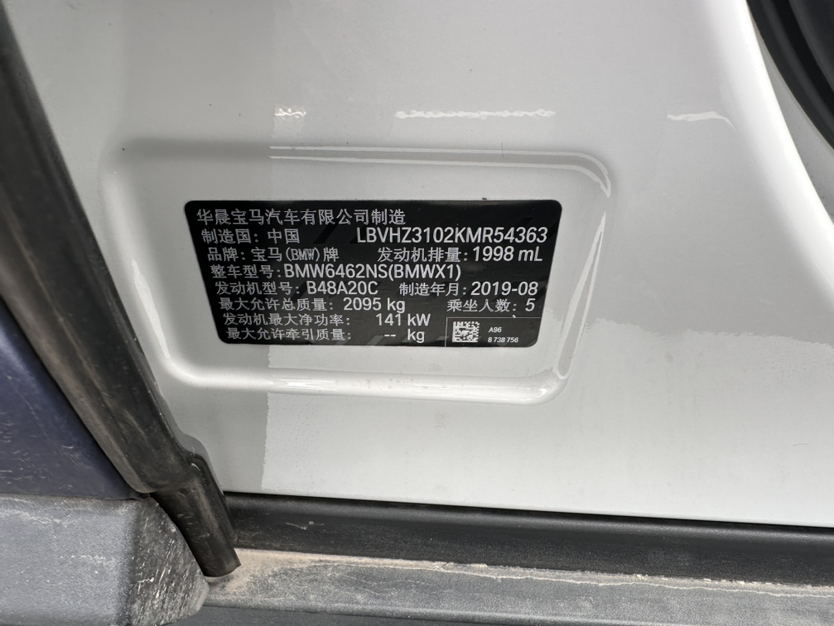 华晨宝马汽车有限公司制造
制造国：中国 LBVHZ3102KMR54363
品牌：宝马(BMW)牌 发动机排量：1998 mL
整车型号：BMW6462NS(BMWX1)
发动机型号：B48A20C 制造年月：2019-08
最大允许总质量：2095 kg 乘坐人数：5
发动机最大净功率： 141 kW
最大允许牵引质量： -- kg
A96
8 738 756